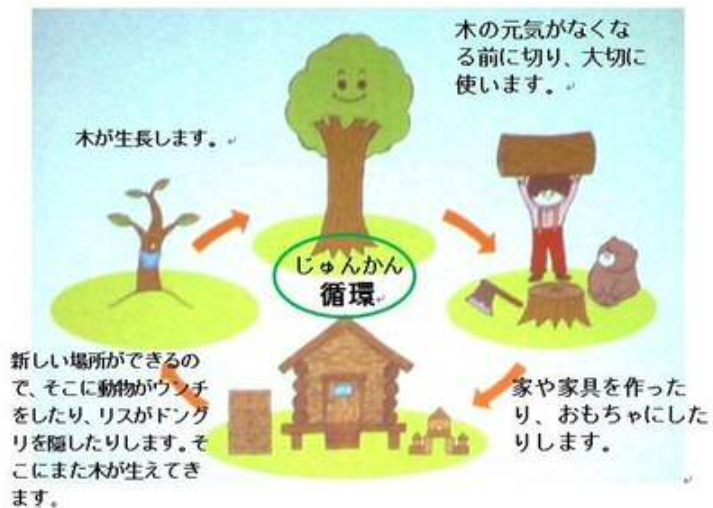 木の元気がなくな
る前に切り、大切に
使います。
木が生長します。
じゅんかん
循環
新しい場所ができるの
で、そこに動物がウンチ
をしたり、リスがドング
リを隠したりします。そ
こにまた木が生えてき
ます。
家や家具を作った
り、おもちゃにした
りします。